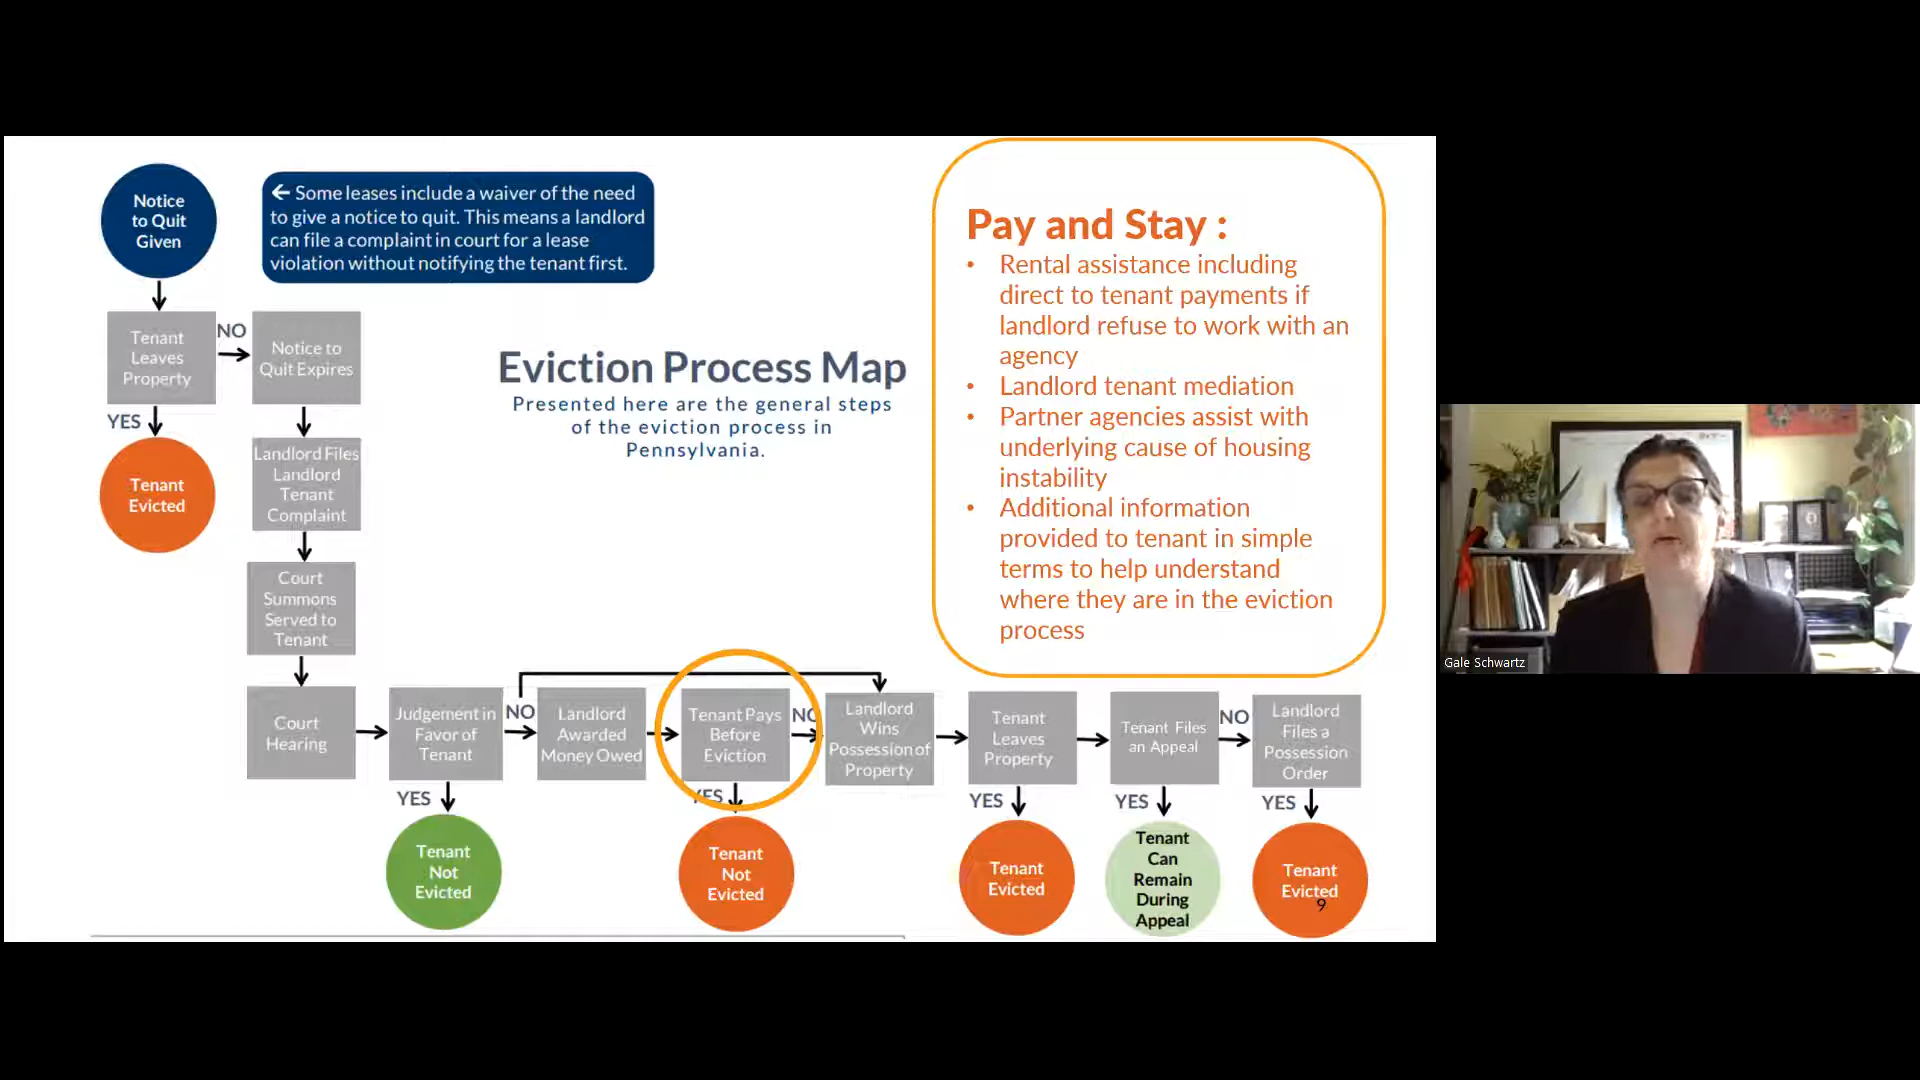 Notice
to Quit
Given
← Some leases include a waiver of the need
to give a notice to quit. This means a landlord
can file a complaint in court for a lease
violation without notifying the tenant first.
Pay and Stay :
• Rental assistance including
direct to tenant payments if
landlord refuse to work with an
agency
• Landlord tenant mediation
• Partner agencies assist with
underlying cause of housing
instability
• Additional information
provided to tenant in simple
terms to help understand
where they are in the eviction
process
Tenant
Leaves
Property
NO
Notice to
Quit Expires
Eviction Process Map
Presented here are the general steps
of the eviction process in
Pennsylvania.
YES
Tenant
Evicted
Landlord Files
Landlord
Tenant
Complaint
Court
Summons
Served to
Tenant
Court
Hearing
Judgement in
Favor of
Tenant
NO
Landlord
Awarded
Money Owed
Tenant Pays
Before
Eviction
NO
Landlord
Wins
Possession of
Property
Tenant
Leaves
Property
Tenant Files
an Appeal
NO
Landlord
Files a
Possession
Order
YES
Tenant
Not
Evicted
YES
Tenant
Not
Evicted
YES
Tenant
Evicted
YES
Tenant
Can
Remain
During
Appeal
YES
Tenant
Evicted
9
Gale Schwartz